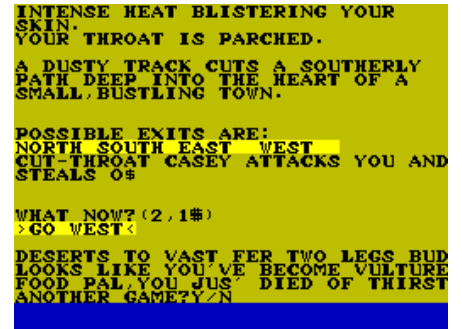 INTENSE HEAT BLISTERING YOUR
SKIN.
YOUR THROAT IS PARCHED.
A DUSTY TRACK CUTS A SOUTHERLY
PATH DEEP INTO THE HEART OF A
SMALL,BUSTLING TOWN.
POSSIBLE EXITS ARE:
NORTH SOUTH EAST  WEST
CUT-THROAT CASEY ATTACKS YOU AND
STEALS 0$
WHAT NOW?(2,1#)
>GO WEST<
DESERTS TO VAST FER TWO LEGS BUD
LOOKS LIKE YOU'VE BECOME VULTURE
FOOD PAL,YOU JUS' DIED OF THIRST
ANOTHER GAME?Y/N